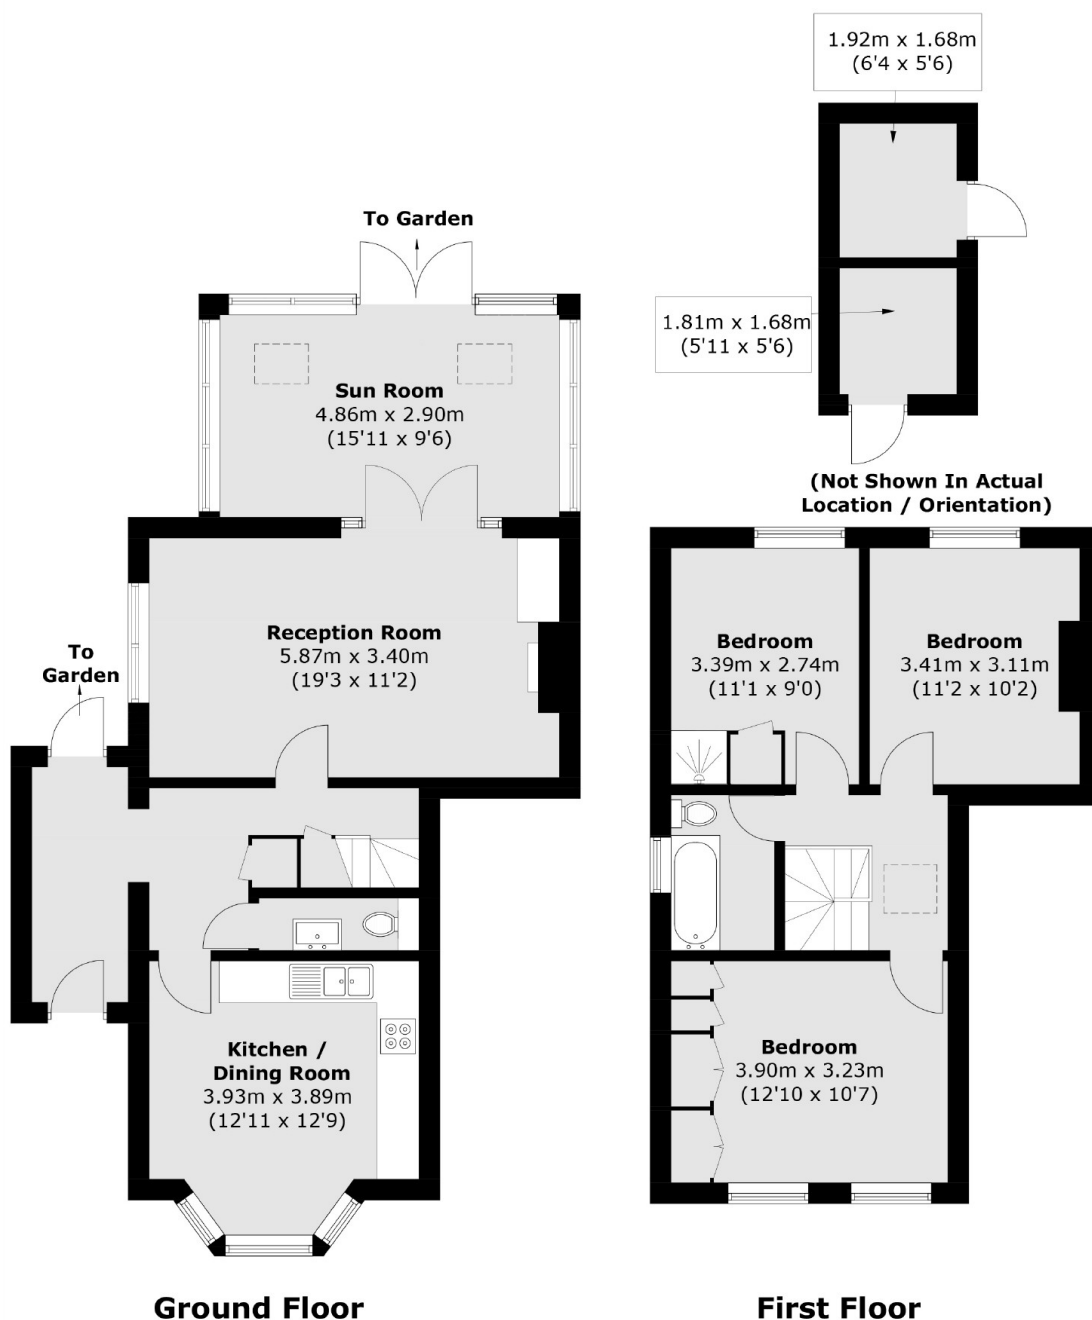 1.92m x 1.68m
(6'4 x 5'6)
To Garden
1.81m x 1.68m
(5'11 x 5'6)
Sun Room
4.86m x 2.90m
(15'11 x 9'6)
(Not Shown In Actual
Location / Orientation)
Reception Room
5.87m x 3.40m
(19'3 x 11'2)
To
Garden
Bedroom
3.39m x 2.74m
(11'1 x 9'0)
Bedroom
3.41m x 3.11m
(11'2 x 10'2)
Kitchen /
Dining Room
3.93m x 3.89m
(12'11 x 12'9)
Bedroom
3.90m x 3.23m
(12'10 x 10'7)
Ground Floor
First Floor